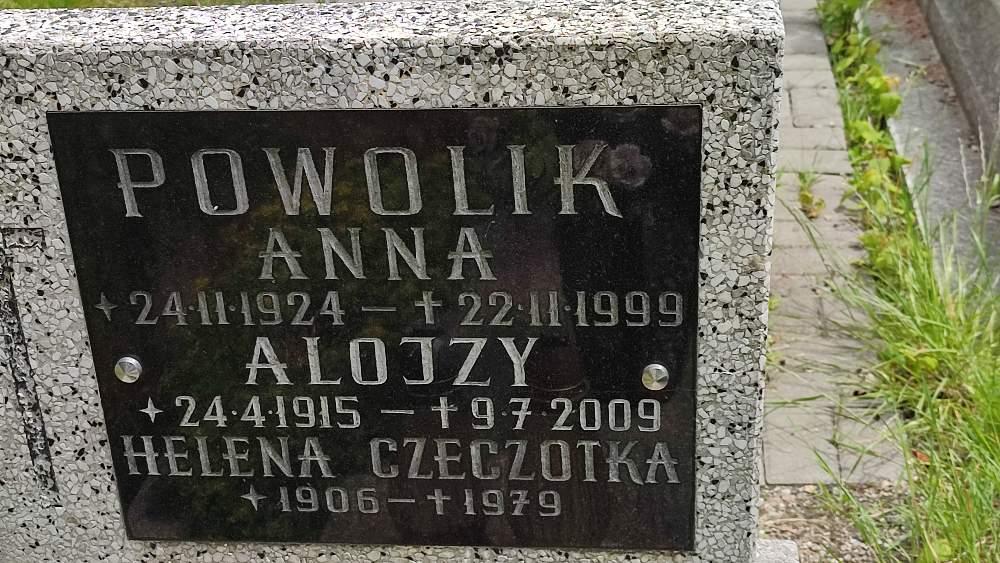 POWOLIK
ANNA
✦ 24·11·1924 — ✝ 22·11·1999
ALOJZY
✦ 24·4·1915 — ✝ 9·7·2009
HELENA CZECZOTKA
✦ 1906 — ✝ 1979